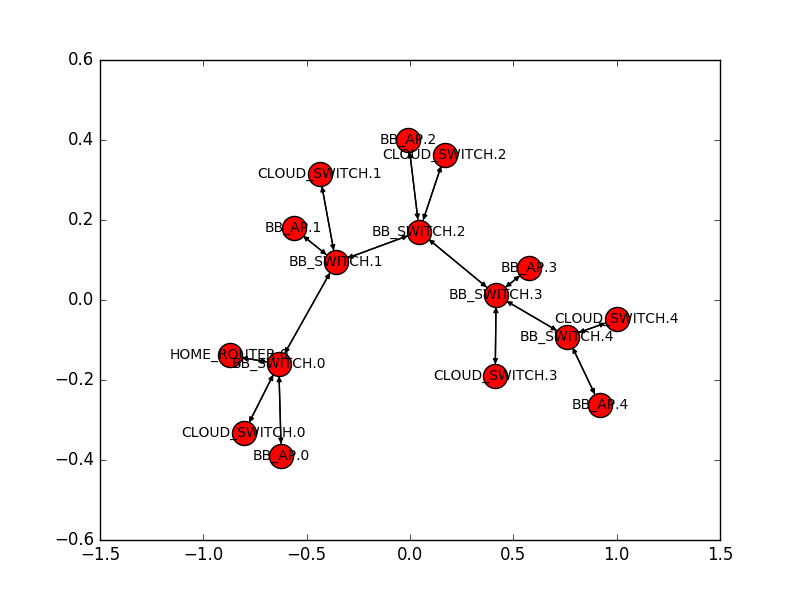 0.6
0.4
0.2
0.0
−0.2
−0.4
−0.6
BB_AP.2
CLOUD_SWITCH.2
CLOUD_SWITCH.1
BB_AP.1
BB_SWITCH.2
BB_SWITCH.1
BB_AP.3
BB_SWITCH.3
CLOUD_SWITCH.4
BB_SWITCH.4
BB_SWITCH.0
CLOUD_SWITCH.3
BB_AP.4
CLOUD_SWITCH.0
BB_AP.0
−1.5 −1.0 −0.5 0.0 0.5 1.0 1.5